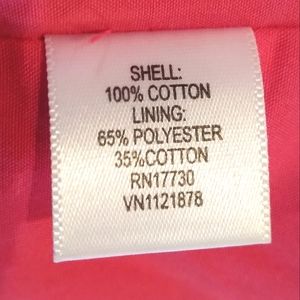 SHELL:
100% COTTON
LINING:
65% POLYESTER
35%COTTON
RN17730
VN1121878